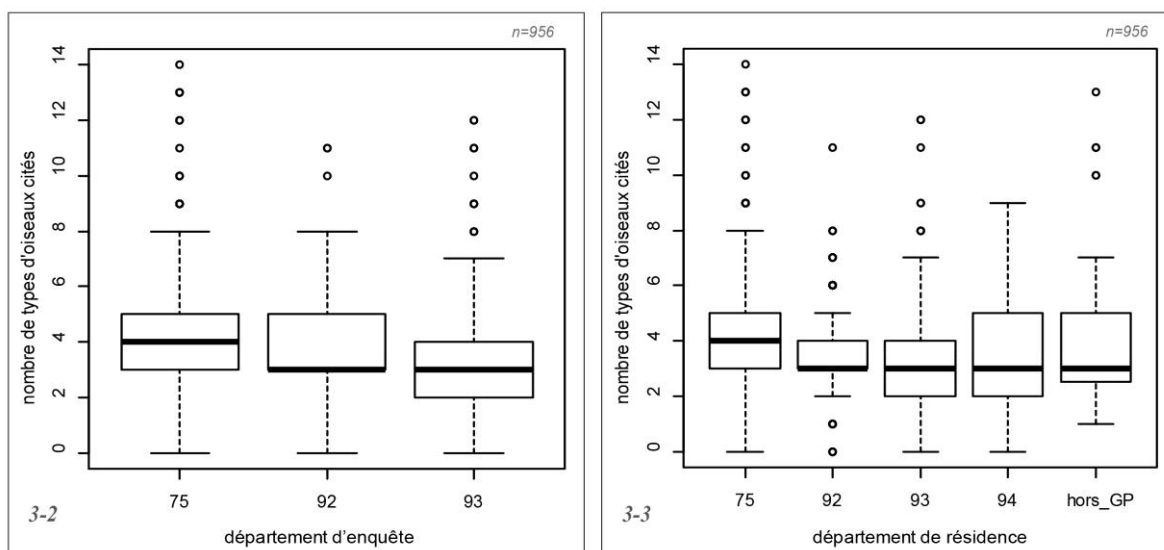 n=956
nombre de types d'oiseaux cités
14
12
10
8
6
4
2
0
75 92 93
3-2
département d'enquête
n=956
nombre de types d'oiseaux cités
14
12
10
8
6
4
2
0
75 92 93 94 hors_GP
3-3
département de résidence